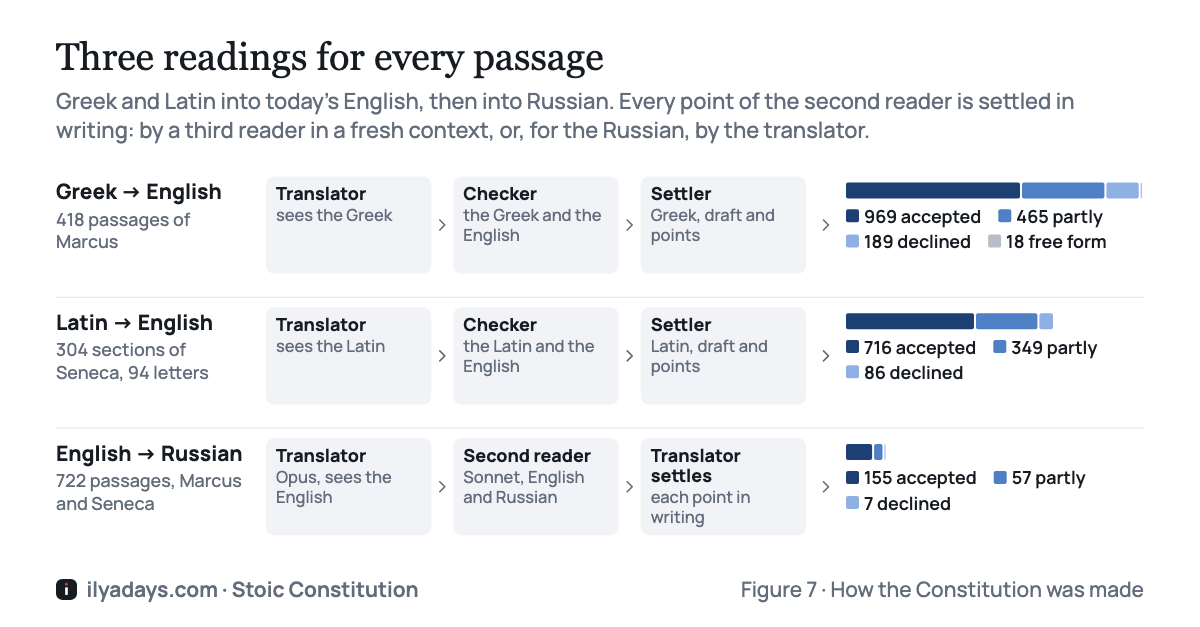 Three readings for every passage
Greek and Latin into today's English, then into Russian. Every point of the second reader is settled in
writing: by a third reader in a fresh context, or, for the Russian, by the translator.
Greek → English
418 passages of
Marcus
Translator
sees the Greek
Checker
the Greek and the
English
Settler
Greek, draft and
points
969 accepted 465 partly
189 declined 18 free form
Latin → English
304 sections of
Seneca, 94 letters
Translator
sees the Latin
Checker
the Latin and the
English
Settler
Latin, draft and
points
716 accepted 349 partly
86 declined
English → Russian
722 passages, Marcus
and Seneca
Translator
Opus, sees the
English
Second reader
Sonnet, English
and Russian
Translator
settles
each point in
writing
155 accepted 57 partly
7 declined
i ilyadays.com · Stoic Constitution
Figure 7 · How the Constitution was made